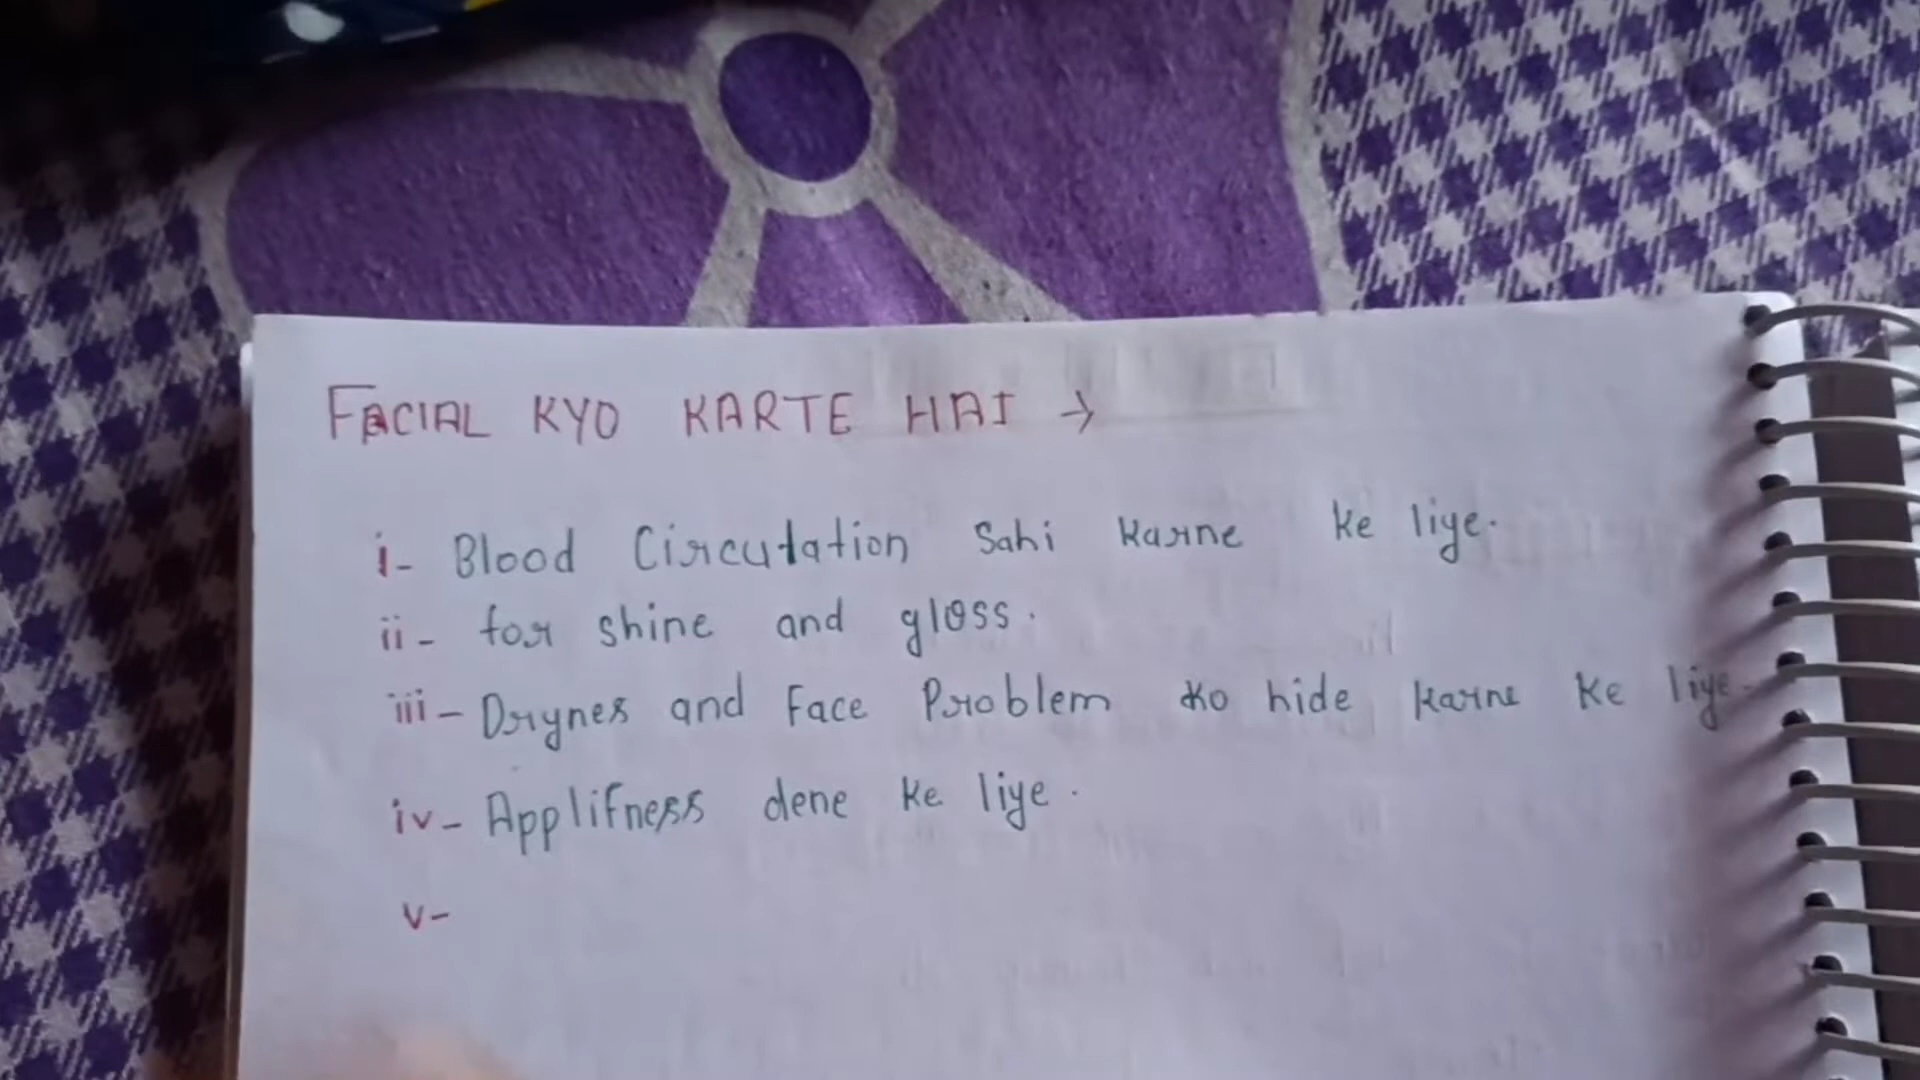 FACIAL KYO KARTE HAI →
i- Blood Circutation Sahi Karne Ke liye.
ii- for shine and gloss.
iii- Drynes and Face Problem Ko hide Karne Ke liye.
iv- Applifness dene Ke liye.
v-